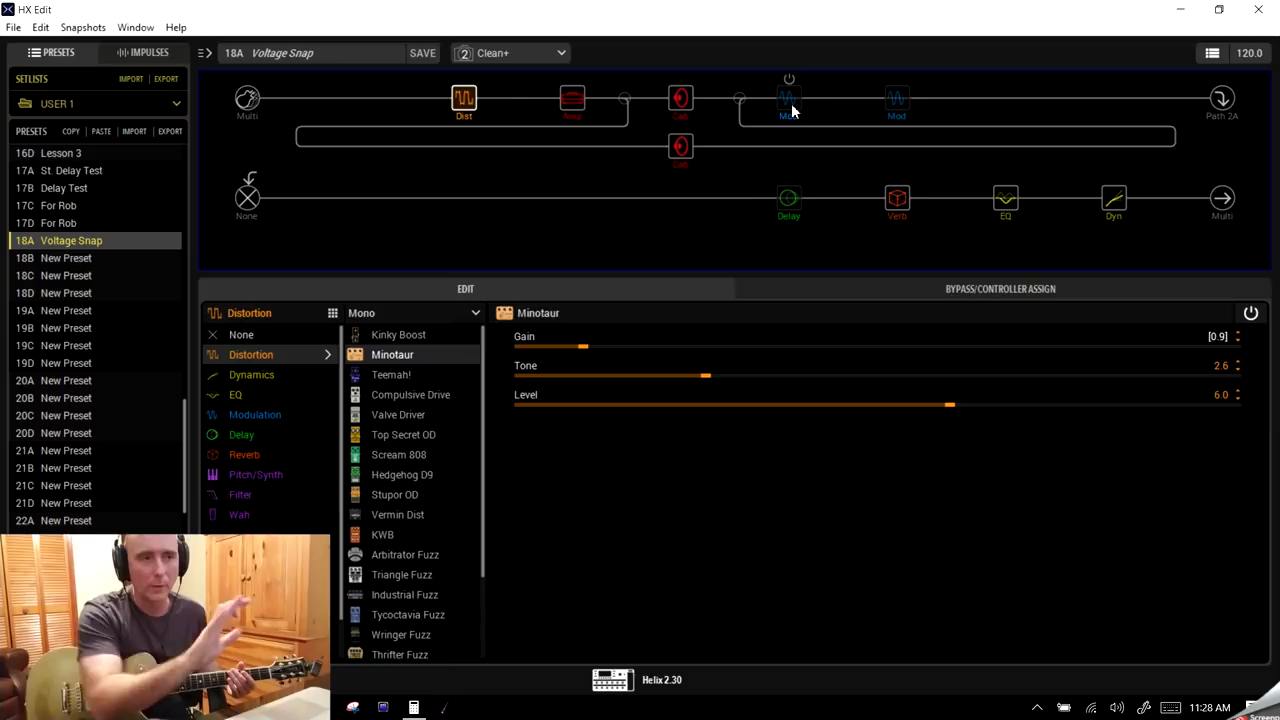 HX Edit
File Edit Snapshots Window Help
PRESETS IMPULSES
18A Voltage Snap SAVE 2 Clean+ 120.0
SETLISTS IMPORT EXPORT
USER 1
PRESETS COPY PASTE IMPORT EXPORT
16D Lesson 3
17A St. Delay Test
17B Delay Test
17C For Rob
17D For Rob
18A Voltage Snap
18B New Preset
18C New Preset
18D New Preset
19A New Preset
19B New Preset
19C New Preset
19D New Preset
20A New Preset
20B New Preset
20C New Preset
20D New Preset
21A New Preset
21B New Preset
21C New Preset
21D New Preset
22A New Preset
Multi Dist Amp Cab Mod Mod Path 2A
Cab
None Delay Verb EQ Dyn Multi
EDIT BYPASS/CONTROLLER ASSIGN
Distortion
None
Distortion
Dynamics
EQ
Modulation
Delay
Reverb
Pitch/Synth
Filter
Wah
Mono
Kinky Boost
Minotaur
Teemah!
Compulsive Drive
Valve Driver
Top Secret OD
Scream 808
Hedgehog D9
Stupor OD
Vermin Dist
KWB
Arbitrator Fuzz
Triangle Fuzz
Industrial Fuzz
Tycoctavia Fuzz
Wringer Fuzz
Thrifter Fuzz
Minotaur
Gain [0.9]
Tone 2.6
Level 6.0
Helix 2.30
11:28 AM